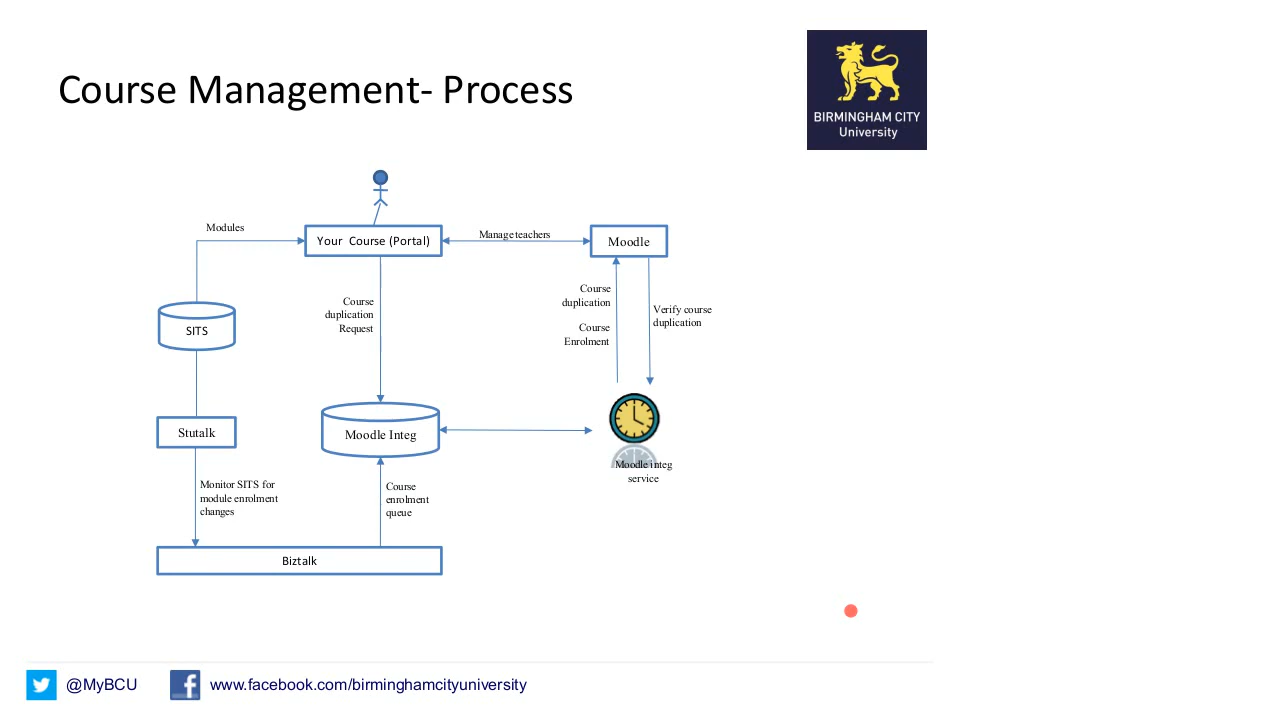 Course Management- Process
BIRMINGHAM CITY
University
Modules
Your Course (Portal)
Manage teachers
Moodle
Course
duplication
Request
Course
duplication
Course
Enrolment
Verify course
duplication
SITS
Stutalk
Moodle Integ
Moodle integ
service
Monitor SITS for
module enrolment
changes
Course
enrolment
queue
Biztalk
@MyBCU
www.facebook.com/birminghamcityuniversity